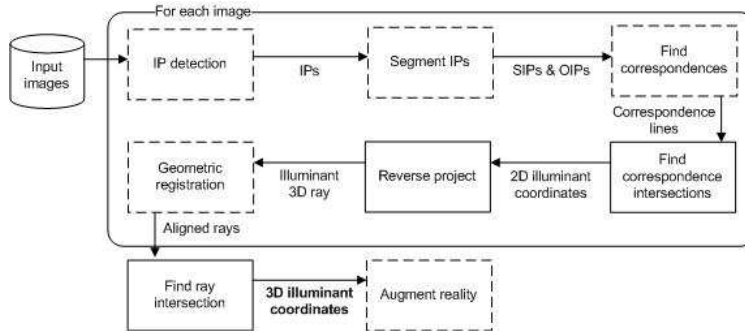 For each image
Input
images
IP detection
IPs
Segment IPs
SIPs & OIPs
Find
correspondences
Correspondence
lines
Find
correspondence
intersections
2D illuminant
coordinates
Reverse project
Illuminant
3D ray
Geometric
registration
Aligned rays
Find ray
intersection
3D illuminant
coordinates
Augment reality